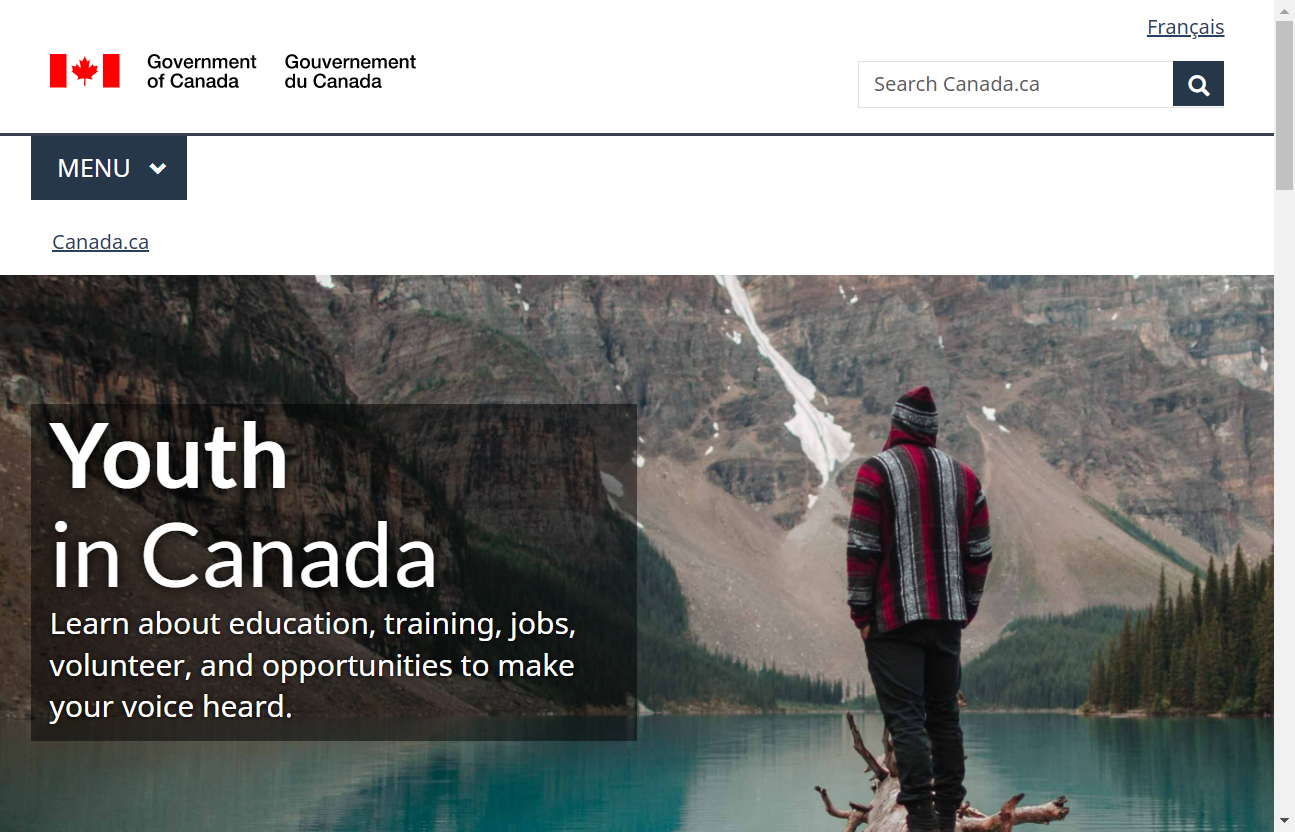 Français
Government of Canada
Gouvernement du Canada
Search Canada.ca
MENU
Canada.ca
Youth
in Canada
Learn about education, training, jobs,
volunteer, and opportunities to make
your voice heard.